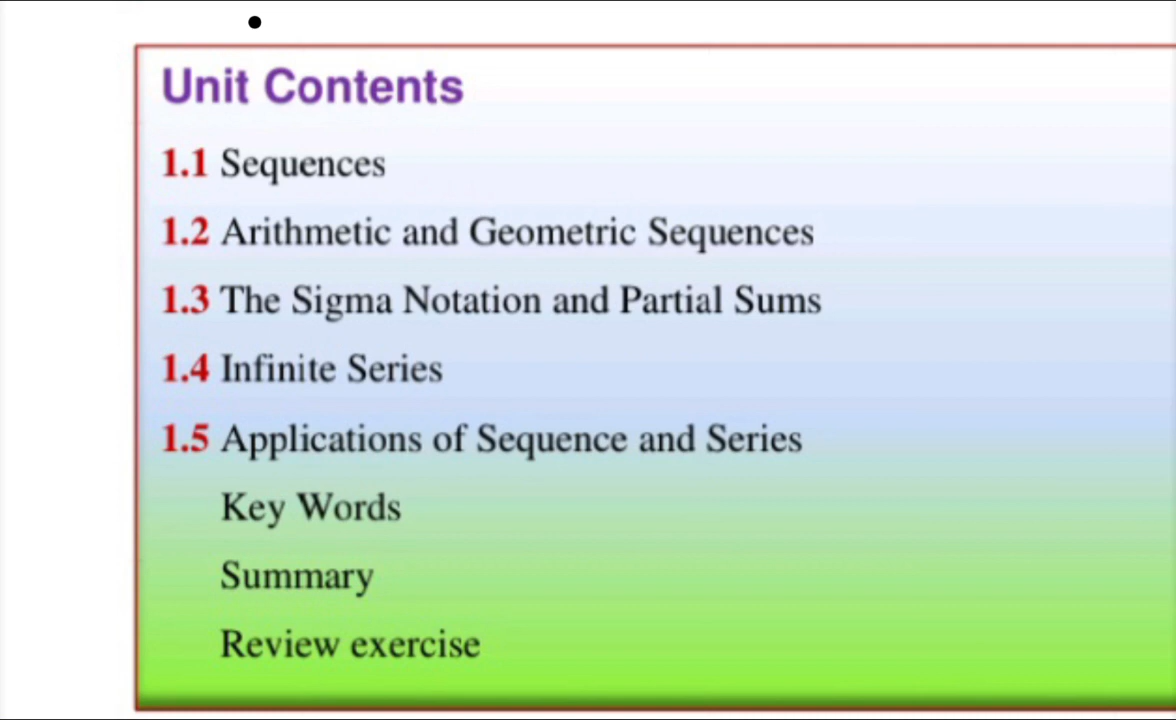 Unit Contents
1.1 Sequences
1.2 Arithmetic and Geometric Sequences
1.3 The Sigma Notation and Partial Sums
1.4 Infinite Series
1.5 Applications of Sequence and Series
Key Words
Summary
Review exercise